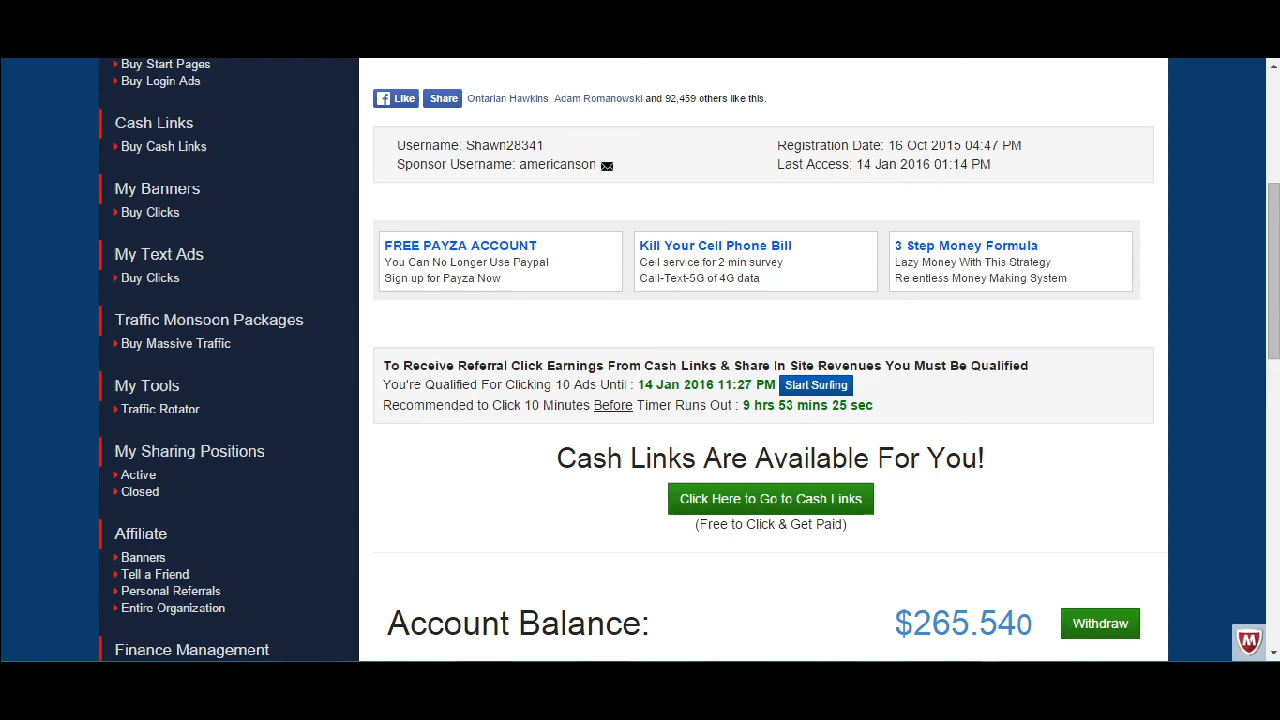 Buy Start Pages
Buy Login Ads
Cash Links
Buy Cash Links
My Banners
Buy Clicks
My Text Ads
Buy Clicks
Traffic Monsoon Packages
Buy Massive Traffic
My Tools
Traffic Rotator
My Sharing Positions
Active
Closed
Affiliate
Banners
Tell a Friend
Personal Referrals
Entire Organization
Finance Management
Like Share Ontarian Hawkins Adam Romanowski and 92,459 others like this.
Username: Shawn28341
Sponsor Username: americanson
Registration Date: 16 Oct 2015 04:47 PM
Last Access: 14 Jan 2016 01:14 PM
FREE PAYZA ACCOUNT
You Can No Longer Use Paypal
Sign up for Payza Now
Kill Your Cell Phone Bill
Cell service for 2 min survey
Call-Text-5G of 4G data
3 Step Money Formula
Lazy Money With This Strategy
Relentless Money Making System
To Receive Referral Click Earnings From Cash Links & Share In Site Revenues You Must Be Qualified
You're Qualified For Clicking 10 Ads Until : 14 Jan 2016 11:27 PM Start Surfing
Recommended to Click 10 Minutes Before Timer Runs Out : 9 hrs 53 mins 25 sec
Cash Links Are Available For You!
Click Here to Go to Cash Links
(Free to Click & Get Paid)
Account Balance: $265.540 Withdraw